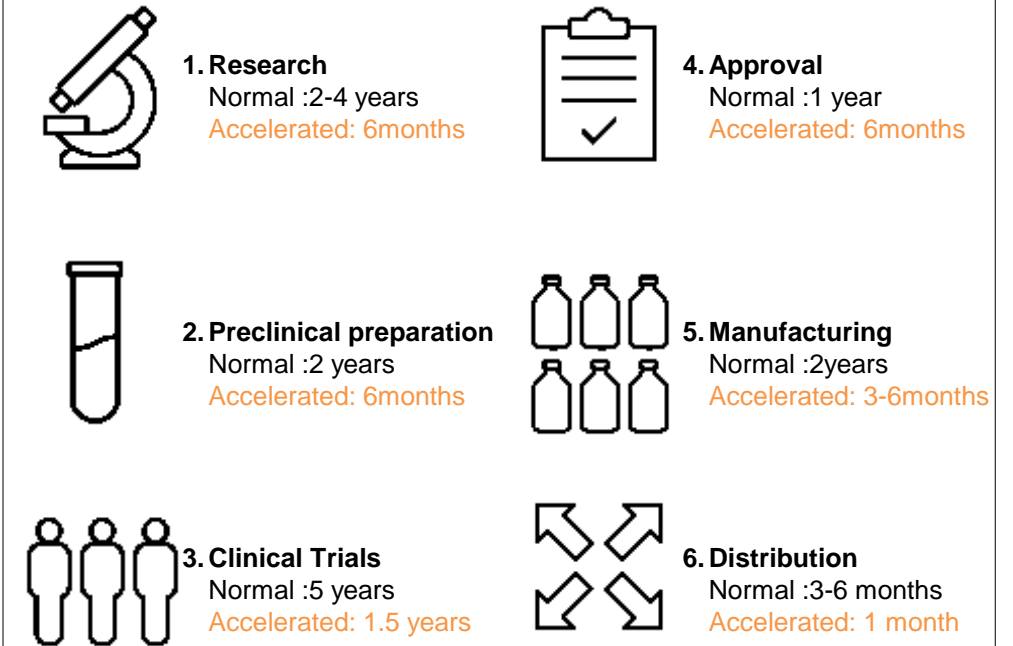 1. Research
Normal :2-4 years
Accelerated: 6months
2. Preclinical preparation
Normal :2 years
Accelerated: 6months
3. Clinical Trials
Normal :5 years
Accelerated: 1.5 years
4. Approval
Normal :1 year
Accelerated: 6months
5. Manufacturing
Normal :2years
Accelerated: 3-6months
6. Distribution
Normal :3-6 months
Accelerated: 1 month